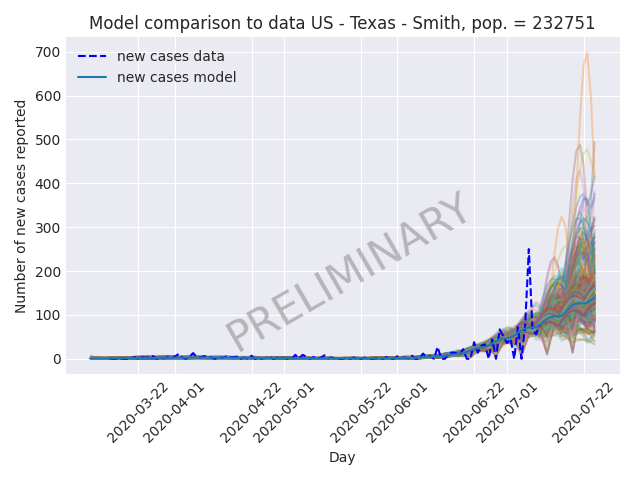 Model comparison to data US - Texas - Smith, pop. = 232751
new cases data
new cases model
Number of new cases reported
700
600
500
400
300
200
100
0
PRELIMINARY
2020-03-22
2020-04-01
2020-04-22
2020-05-01
2020-05-22
2020-06-01
2020-06-22
2020-07-01
2020-07-22
Day